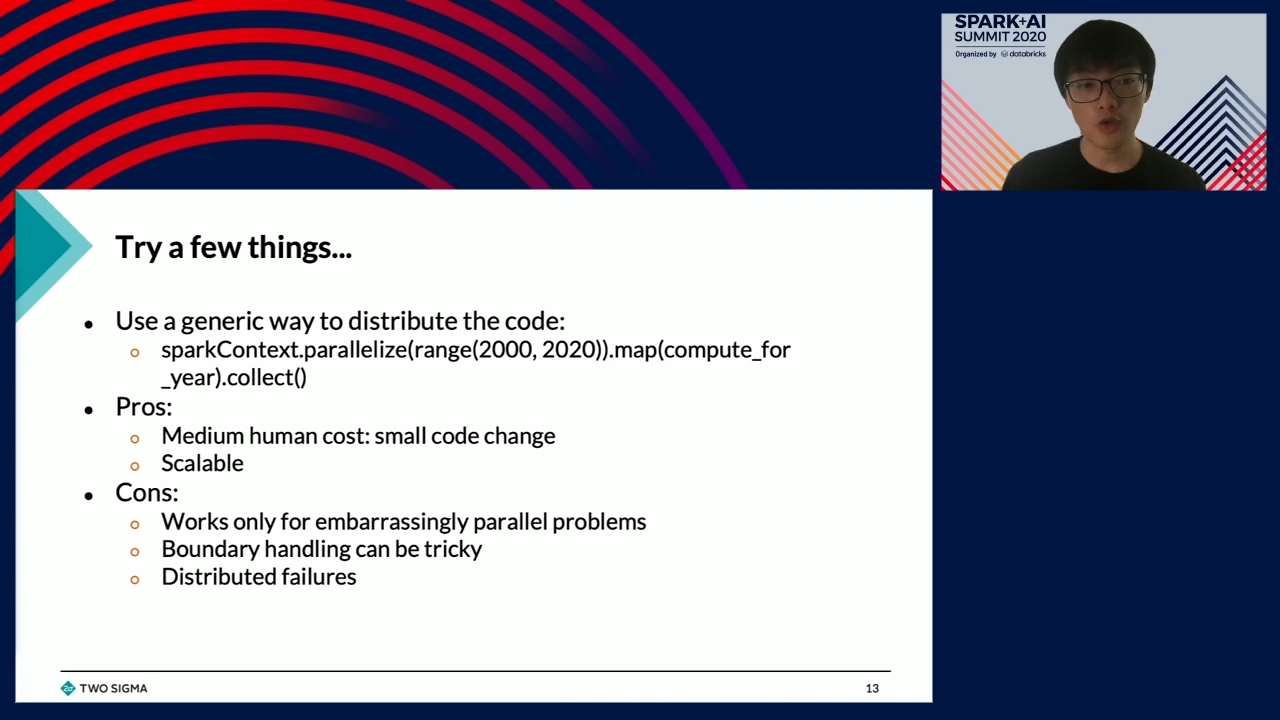 SPARK+AI
SUMMIT 2020
Organized by databricks
Try a few things...
● Use a generic way to distribute the code:
○ sparkContext.parallelize(range(2000, 2020)).map(compute_for
_year).collect()
● Pros:
○ Medium human cost: small code change
○ Scalable
● Cons:
○ Works only for embarrassingly parallel problems
○ Boundary handling can be tricky
○ Distributed failures
TWO SIGMA
13